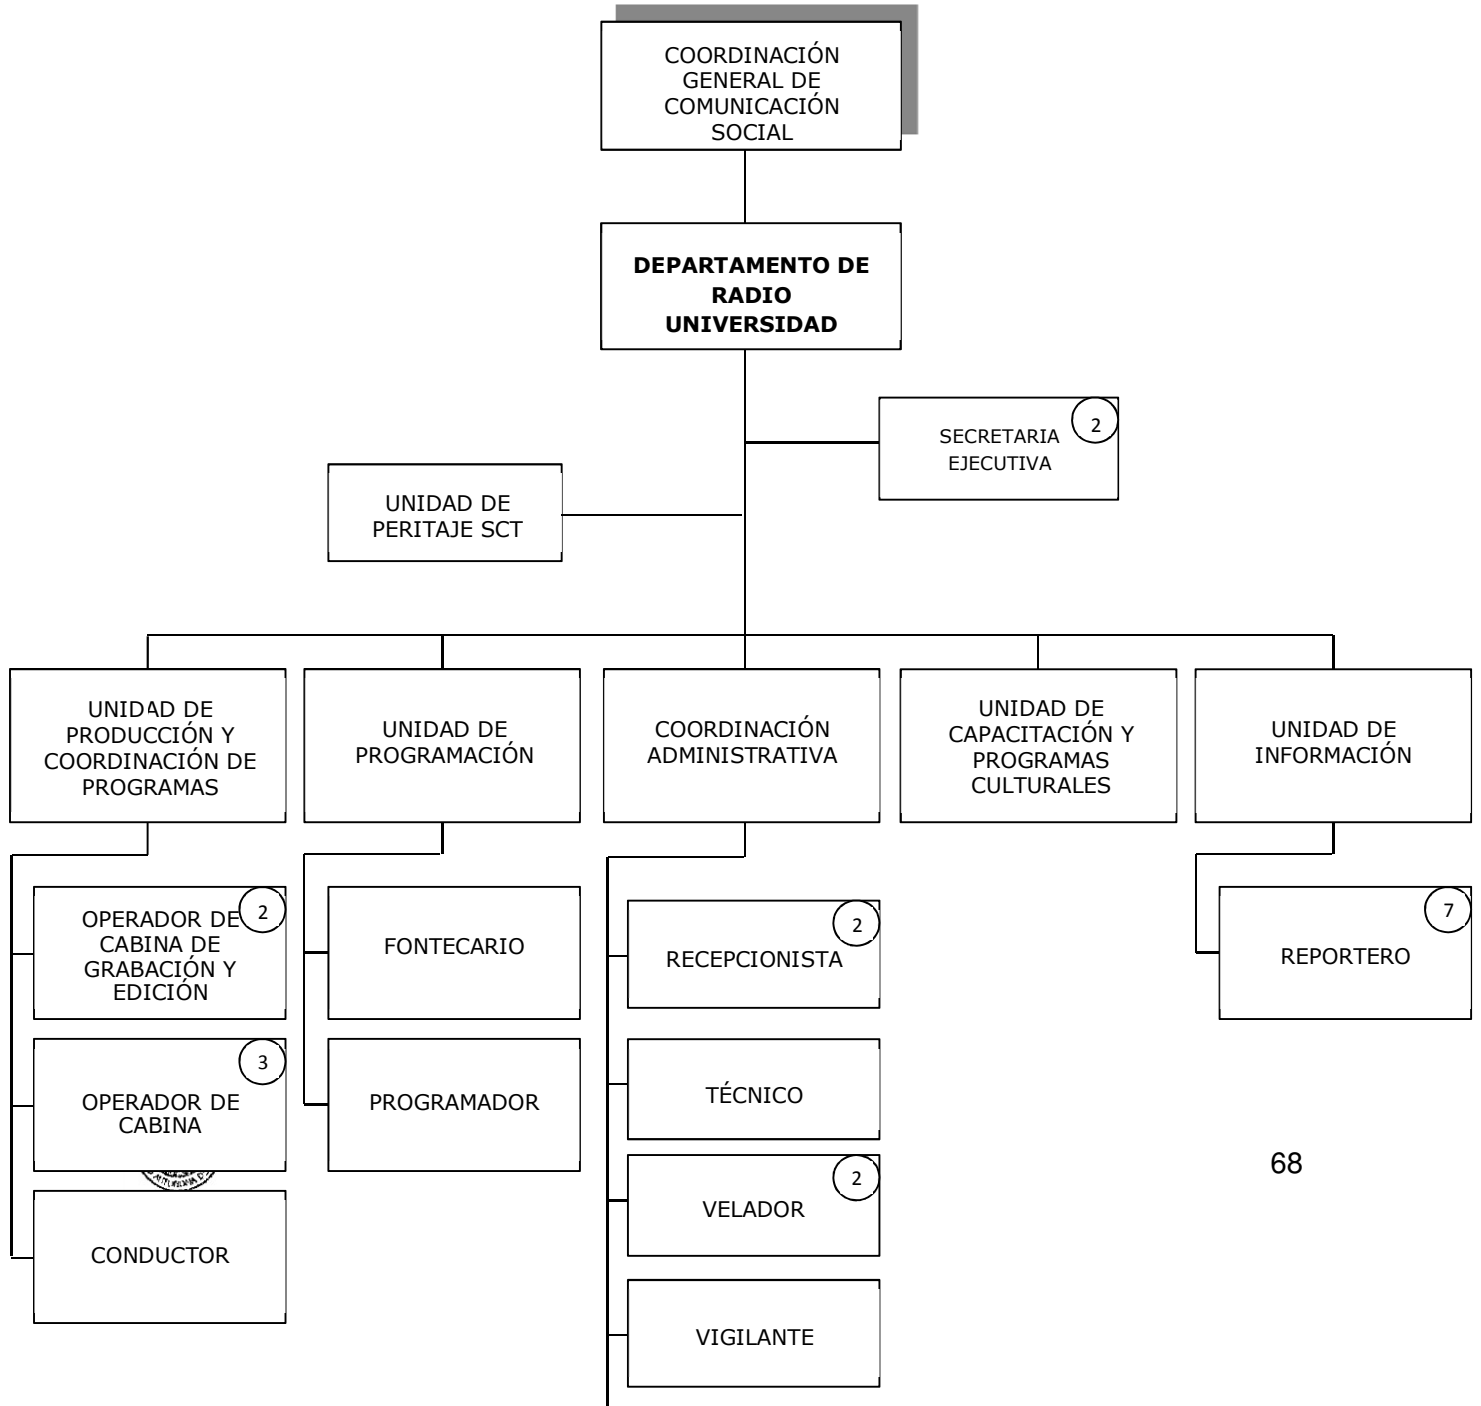 COORDINACIÓN
GENERAL DE
COMUNICACIÓN
SOCIAL
DEPARTAMENTO DE
RADIO
UNIVERSIDAD
2
SECRETARIA
EJECUTIVA
UNIDAD DE
PERITAJE SCT
UNIDAD DE
PRODUCCIÓN Y
COORDINACIÓN DE
PROGRAMAS
UNIDAD DE
PROGRAMACIÓN
COORDINACIÓN
ADMINISTRATIVA
UNIDAD DE
CAPACITACIÓN Y
PROGRAMAS
CULTURALES
UNIDAD DE
INFORMACIÓN
2
OPERADOR DE
CABINA DE
GRABACIÓN Y
EDICIÓN
3
OPERADOR DE
CABINA
CONDUCTOR
FONTECARIO
PROGRAMADOR
2
RECEPCIONISTA
TÉCNICO
2
VELADOR
VIGILANTE
7
REPORTERO
68